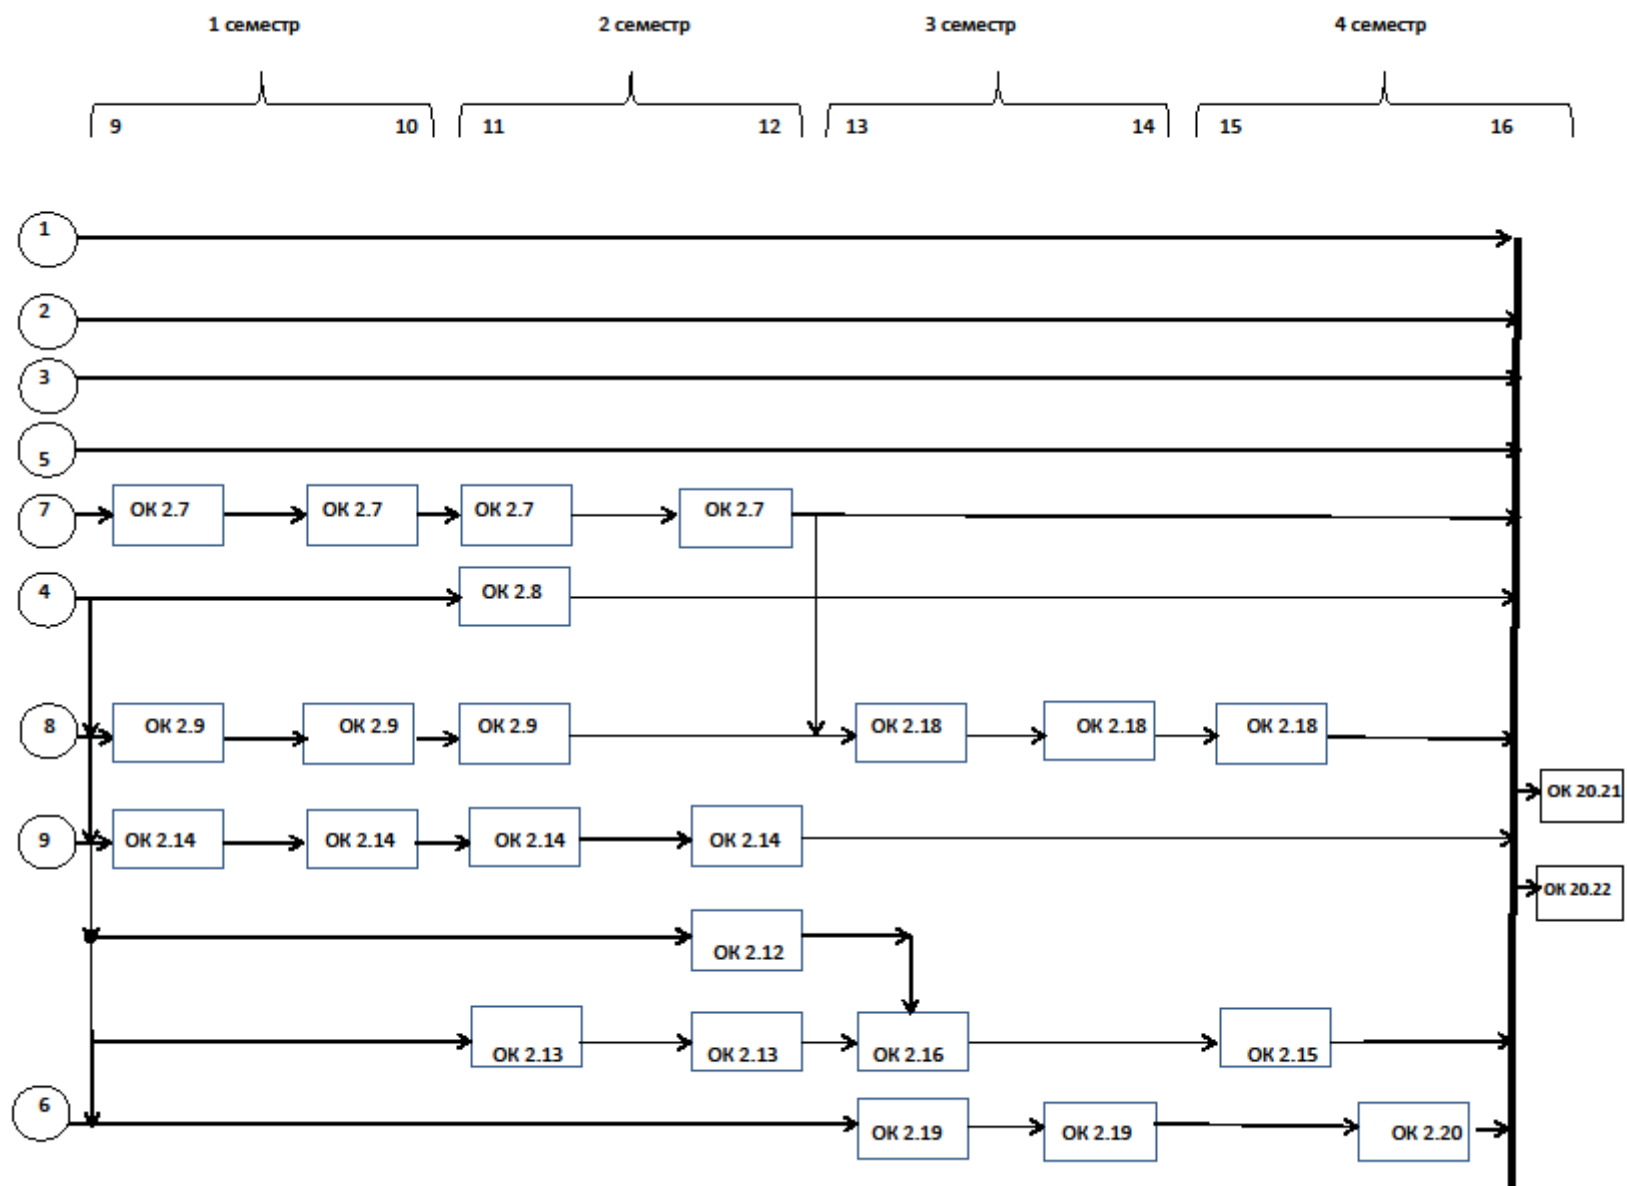 1 семестр 2 семестр 3 семестр 4 семестр
9 10 11 12 13 14 15 16
1
2
3
5
7 ОК 2.7 ОК 2.7 ОК 2.7 ОК 2.7
4 ОК 2.8
8 ОК 2.9 ОК 2.9 ОК 2.9 ОК 2.18 ОК 2.18 ОК 2.18
ОК 20.21
9 ОК 2.14 ОК 2.14 ОК 2.14 ОК 2.14
ОК 20.22
ОК 2.12
ОК 2.13 ОК 2.13 ОК 2.16 ОК 2.15
6 ОК 2.19 ОК 2.19 ОК 2.20